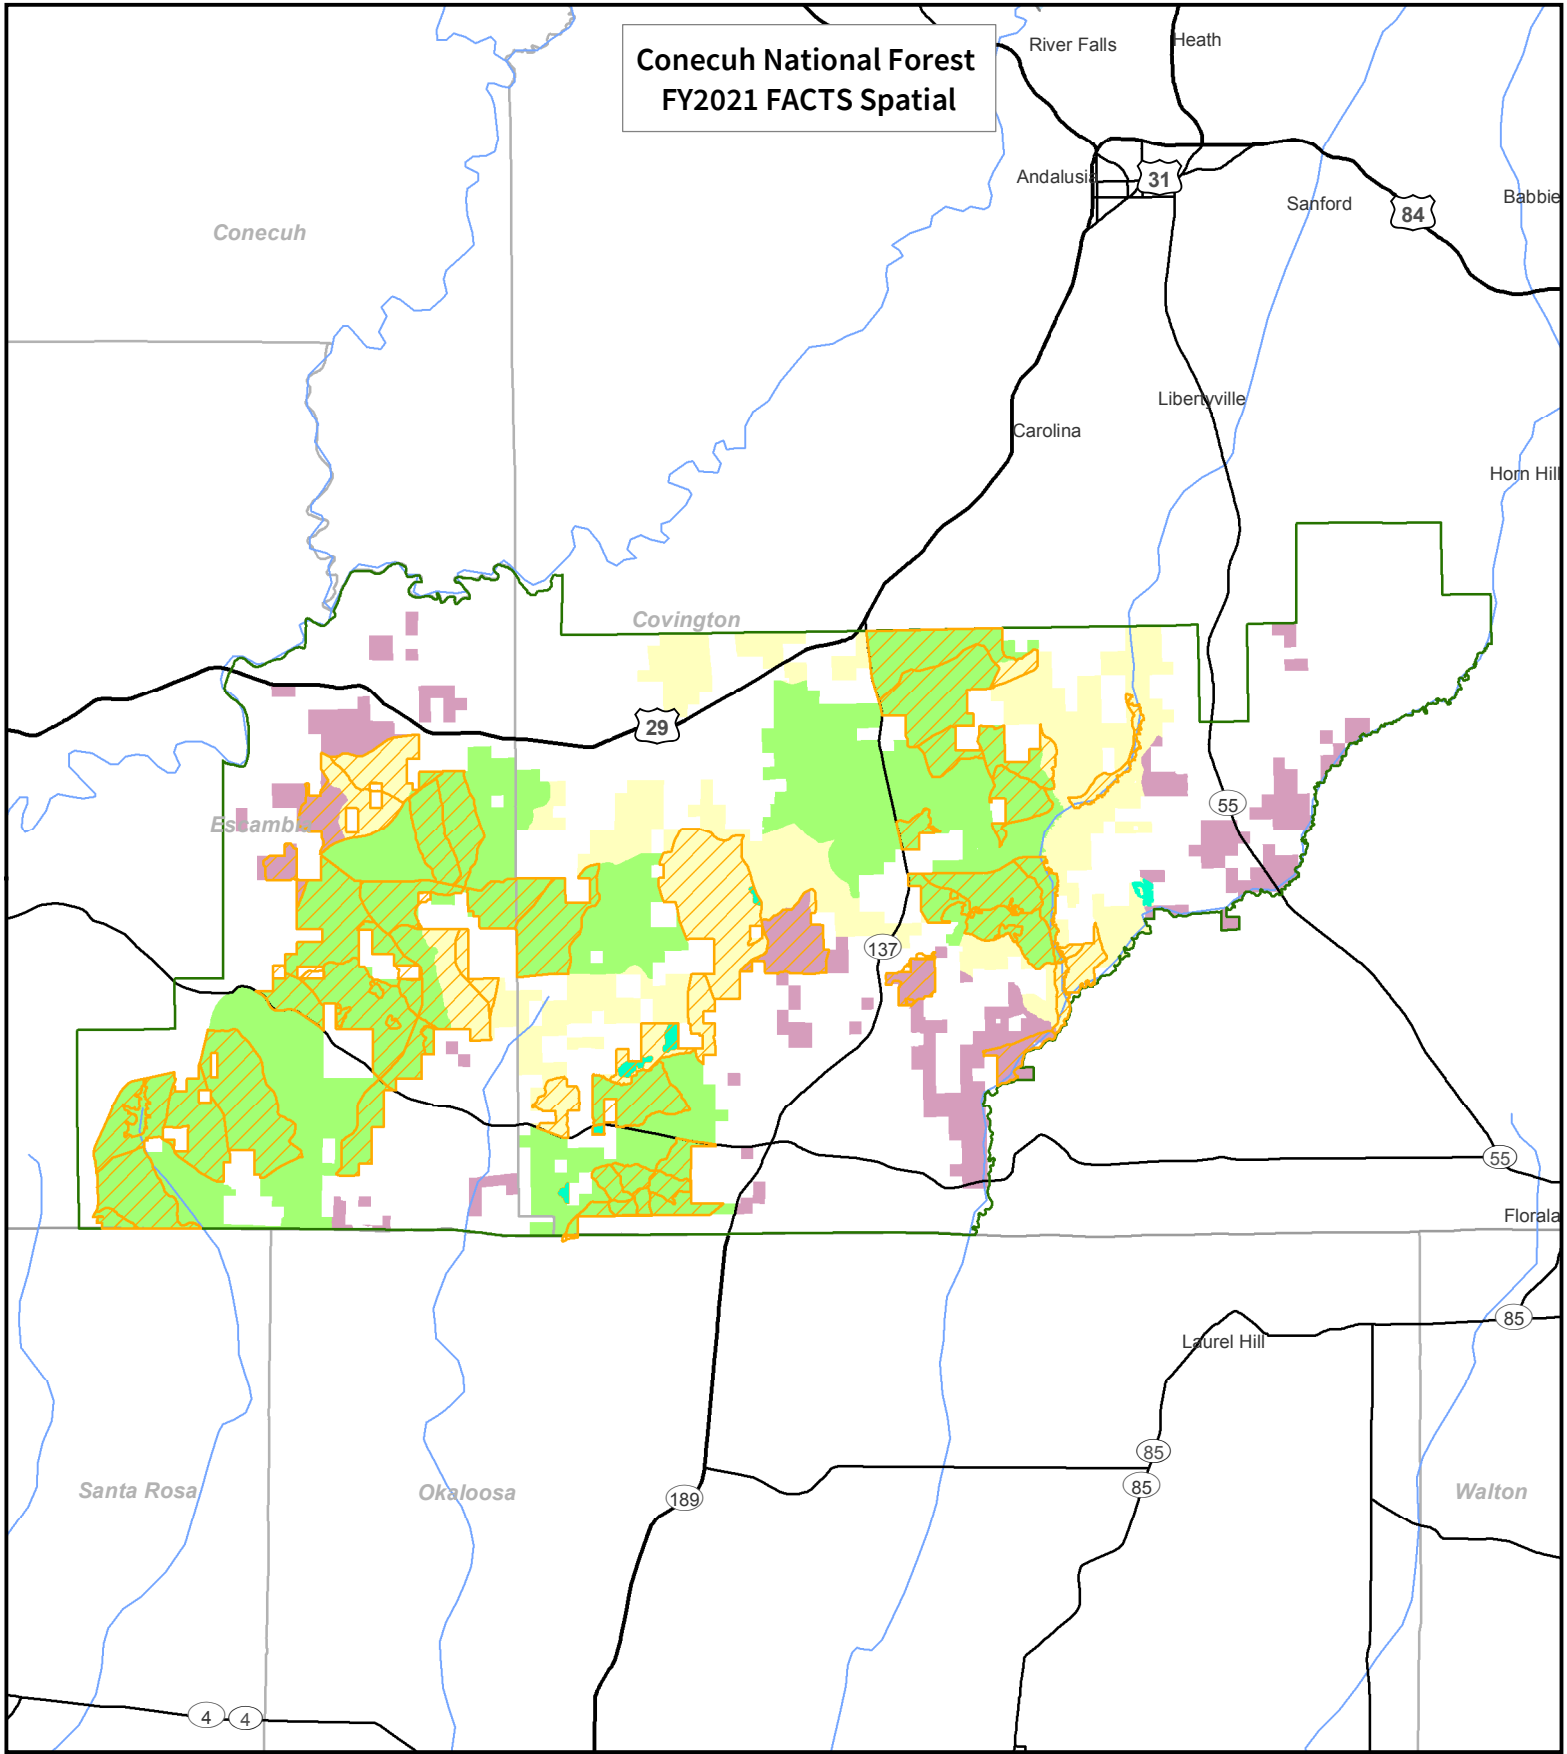 Conecuh National Forest
FY2021 FACTS Spatial
River Falls
Heath
Andalusia
31
Sanford
84
Babbie
Conecuh
Libertyville
Carolina
Horn Hill
Covington
29
55
Escambia
137
55
Florala
85
Laurel Hill
85
85
Santa Rosa
Okaloosa
189
Walton
4
4